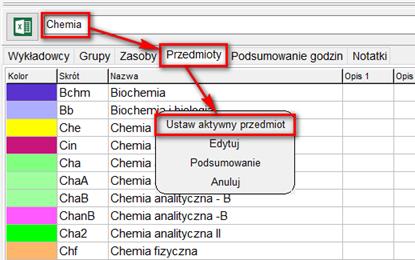 Chemia
Wykładowcy Grupy Zasoby Przedmioty Podsumowanie godzin Notatki
Kolor Skrót Nazwa Opis 1 Opis
Bchm Biochemia
Bb Biochemia i biologia
Che Chemia
Cin Chemia
Cha Chemia
ChaA Chemia
ChaB Chemia analityczna - B
ChanB Chemia analityczna -B
Cha2 Chemia analityczna II
Chf Chemia fizyczna
Ustaw aktywny przedmiot
Edytuj
Podsumowanie
Anuluj